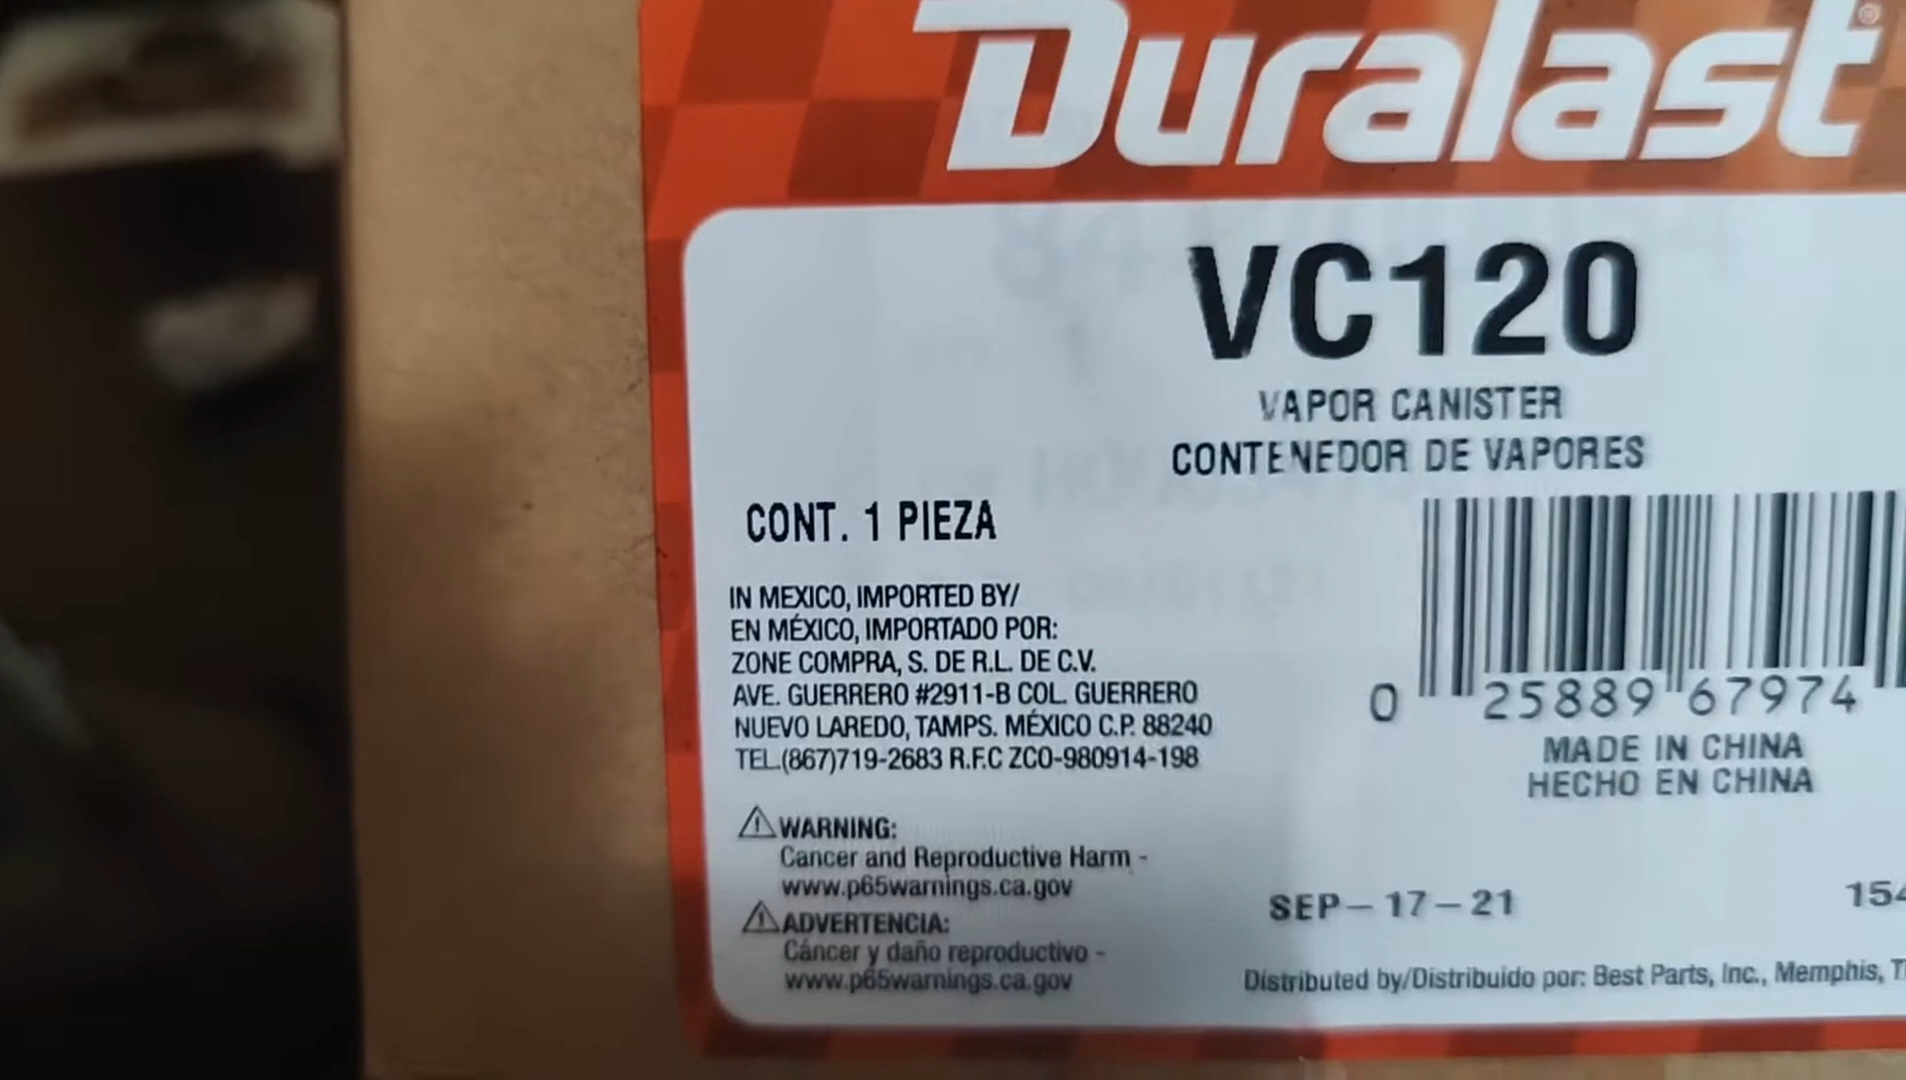 Duralast®
VC120
VAPOR CANISTER
CONTENEDOR DE VAPORES
CONT. 1 PIEZA
IN MEXICO, IMPORTED BY/
EN MÉXICO, IMPORTADO POR:
ZONE COMPRA, S. DE R.L. DE C.V.
AVE. GUERRERO #2911-B COL. GUERRERO
NUEVO LAREDO, TAMPS. MÉXICO C.P. 88240
TEL.(867)719-2683 R.F.C ZCO-980914-198
0 25889 67974
MADE IN CHINA
HECHO EN CHINA
⚠WARNING:
Cancer and Reproductive Harm -
www.p65warnings.ca.gov
⚠ADVERTENCIA:
Cáncer y daño reproductivo -
www.p65warnings.ca.gov
SEP-17-21
154
Distributed by/Distribuido por: Best Parts, Inc., Memphis,